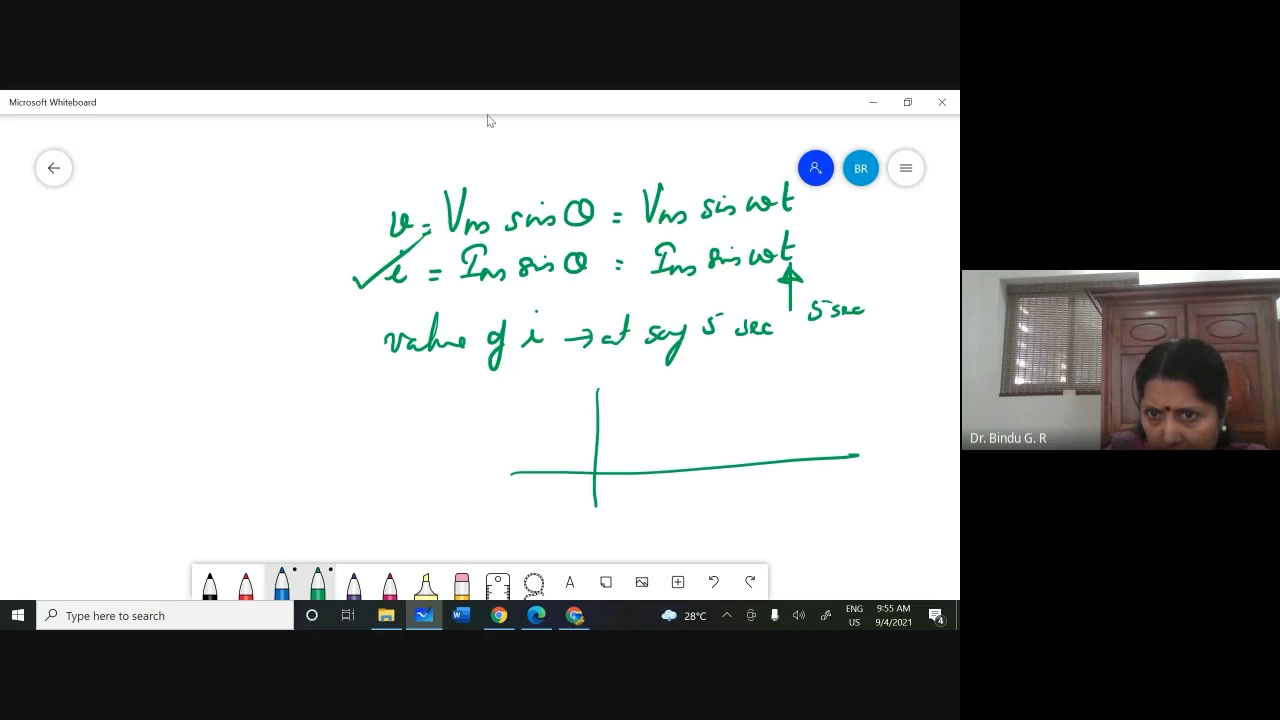 Microsoft Whiteboard
BR
v = Vm sin θ = Vm sin ωt
i = Im sin θ = Im sin ωt
5 sec
value of i → at say 5 sec
Dr. Bindu G. R
A
Type here to search
28°C
ENG
US
9:55 AM
9/4/2021
4